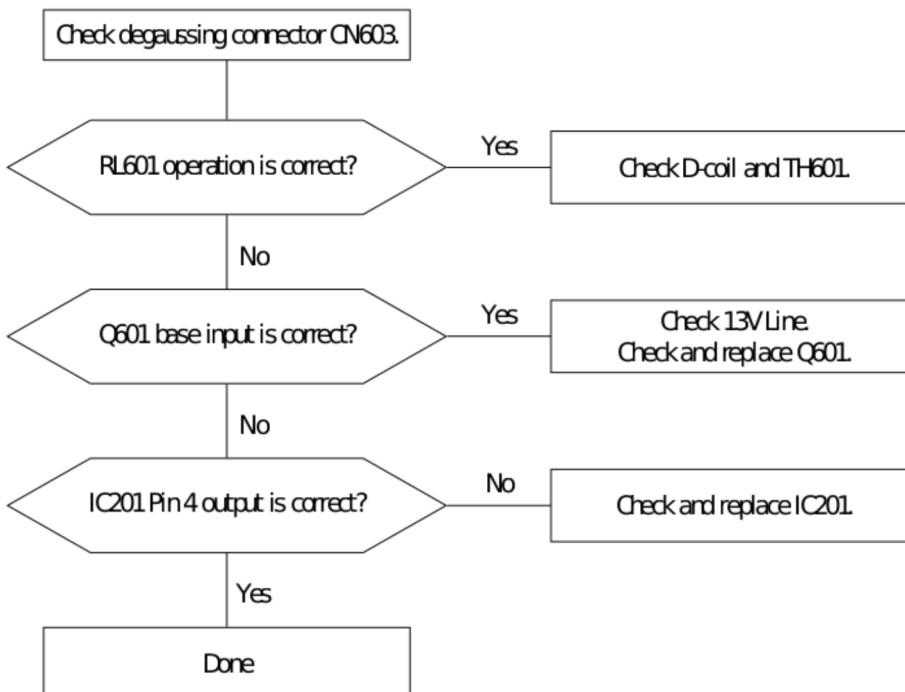 Check degaussing connector CN603.
RL601 operation is correct?
Yes
Check D-coil and TH601.
No
Q601 base input is correct?
Yes
Check 13V Line.
Check and replace Q601.
No
IC201 Pin 4 output is correct?
No
Check and replace IC201.
Yes
Done